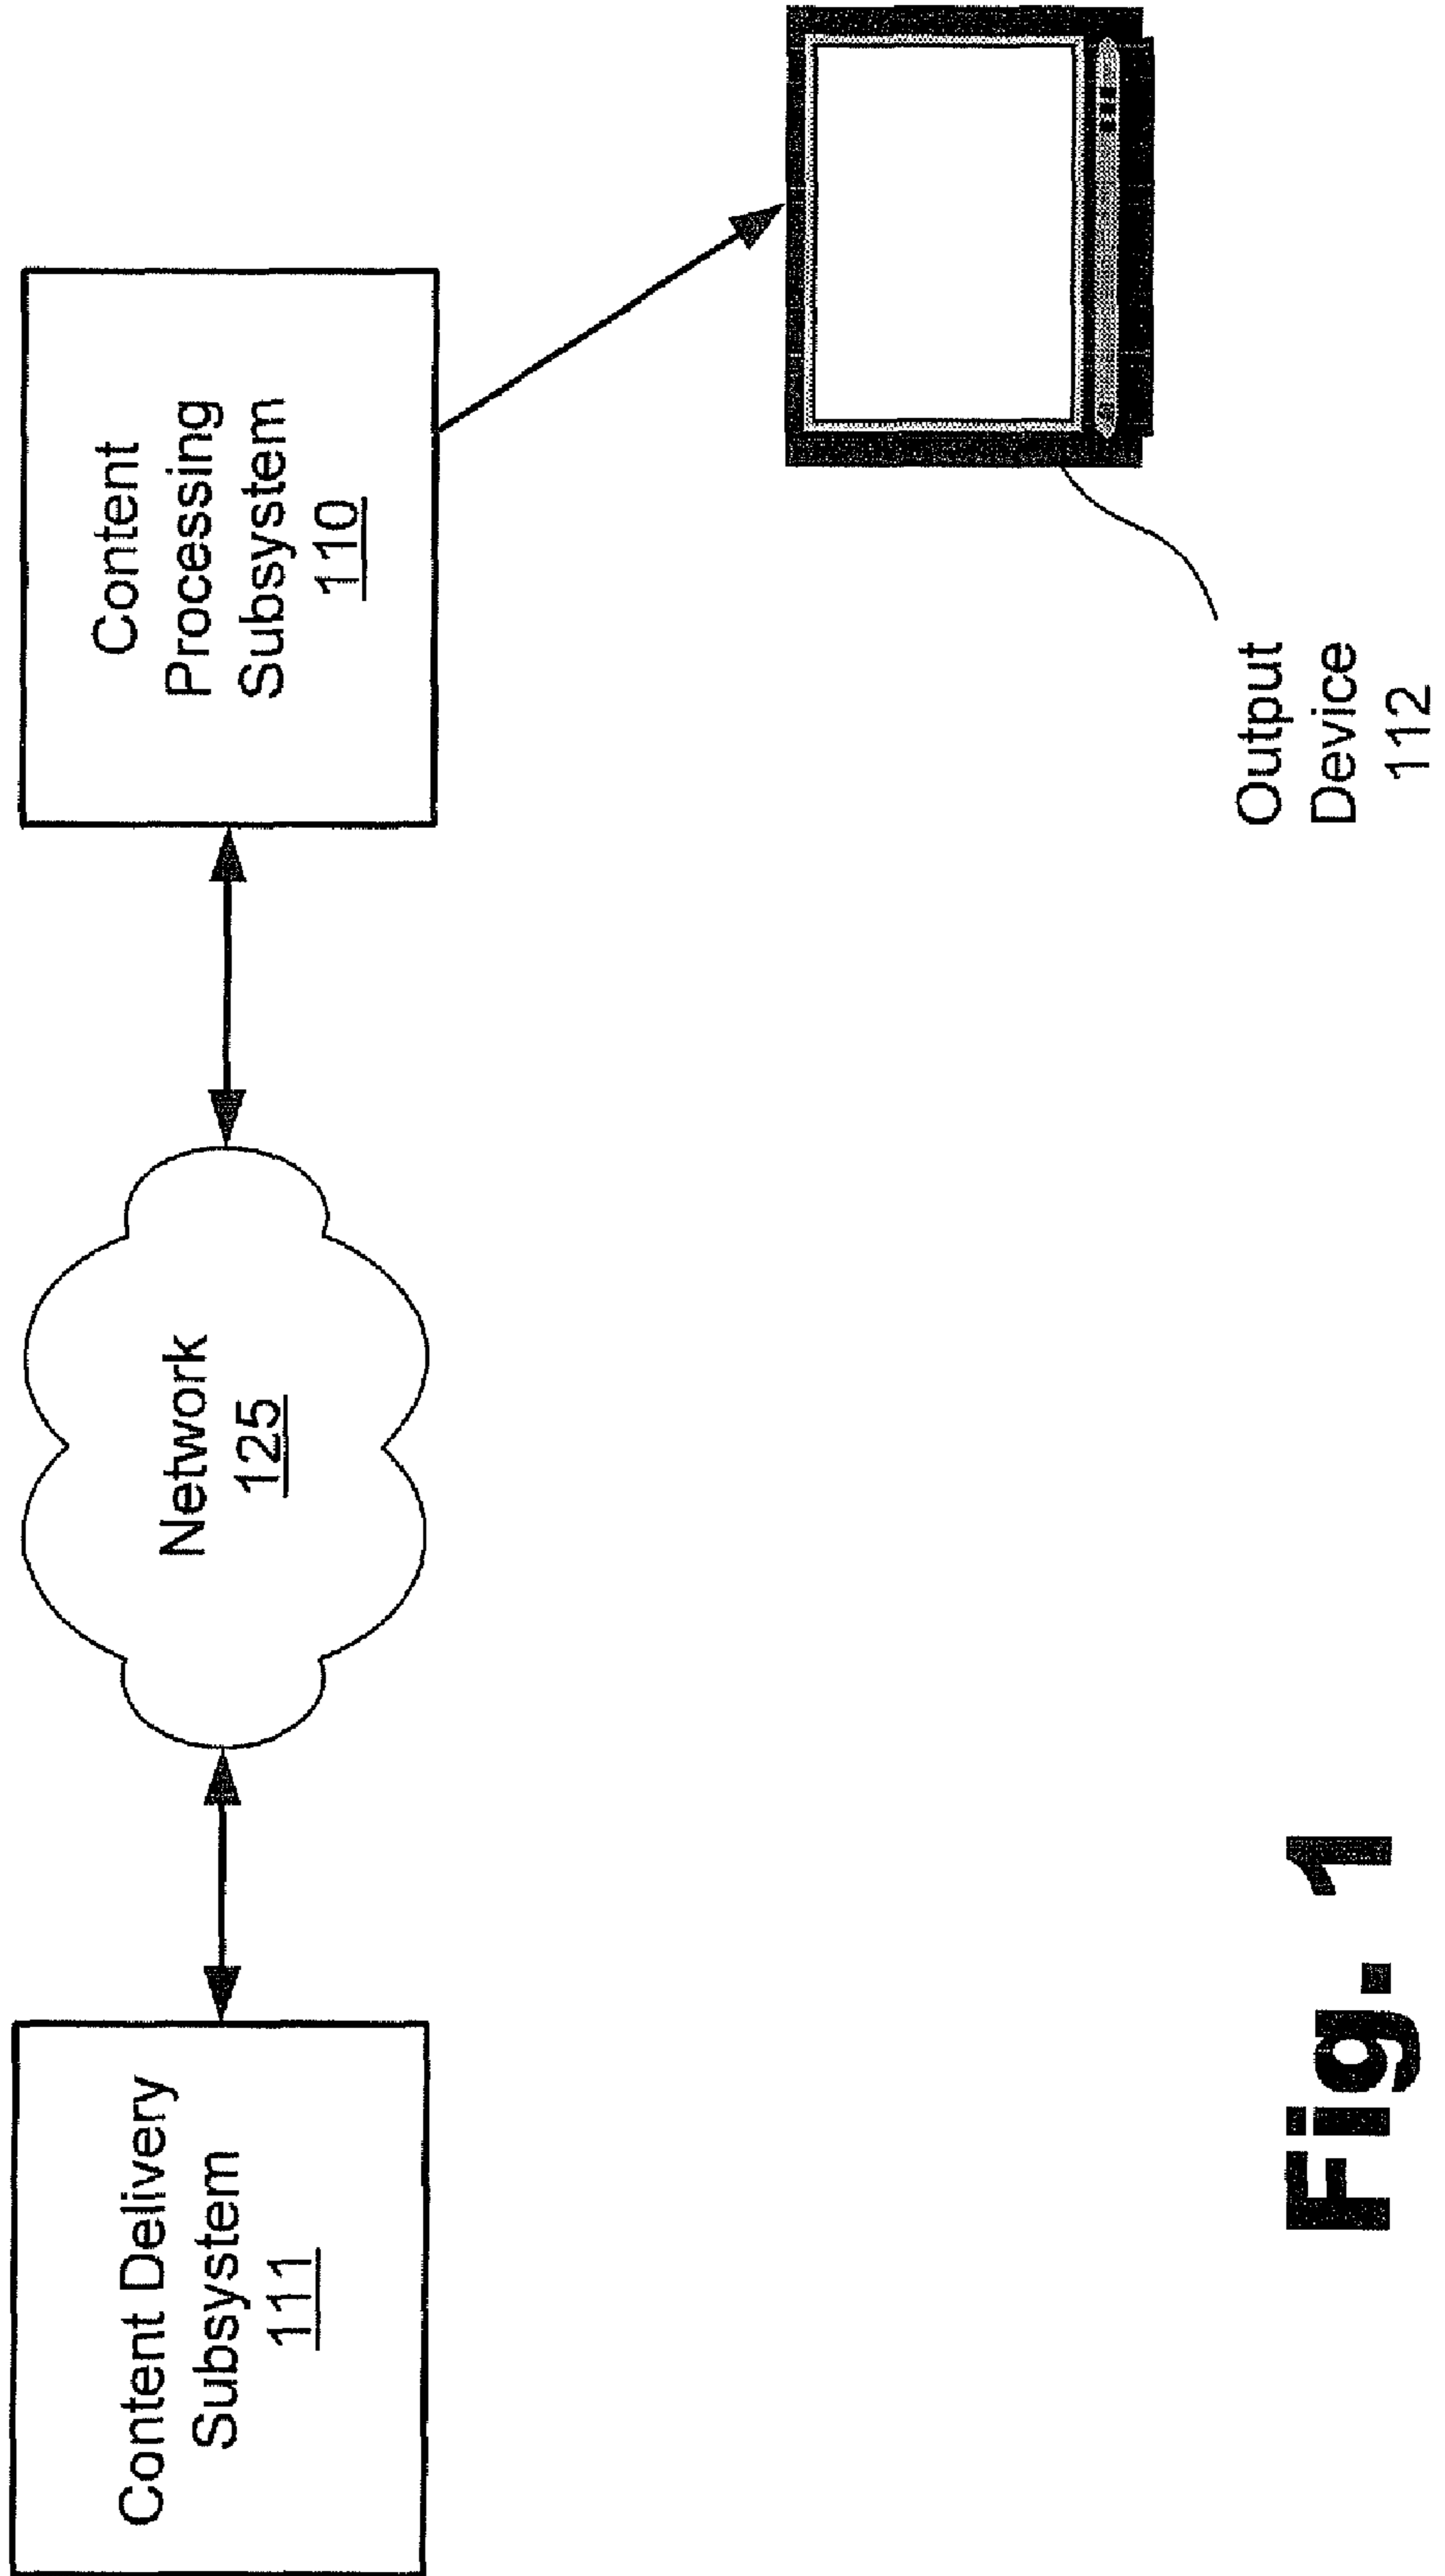 Content Delivery
Subsystem
111
Network
125
Content
Processing
Subsystem
110
Output
Device
112
Fig. 1